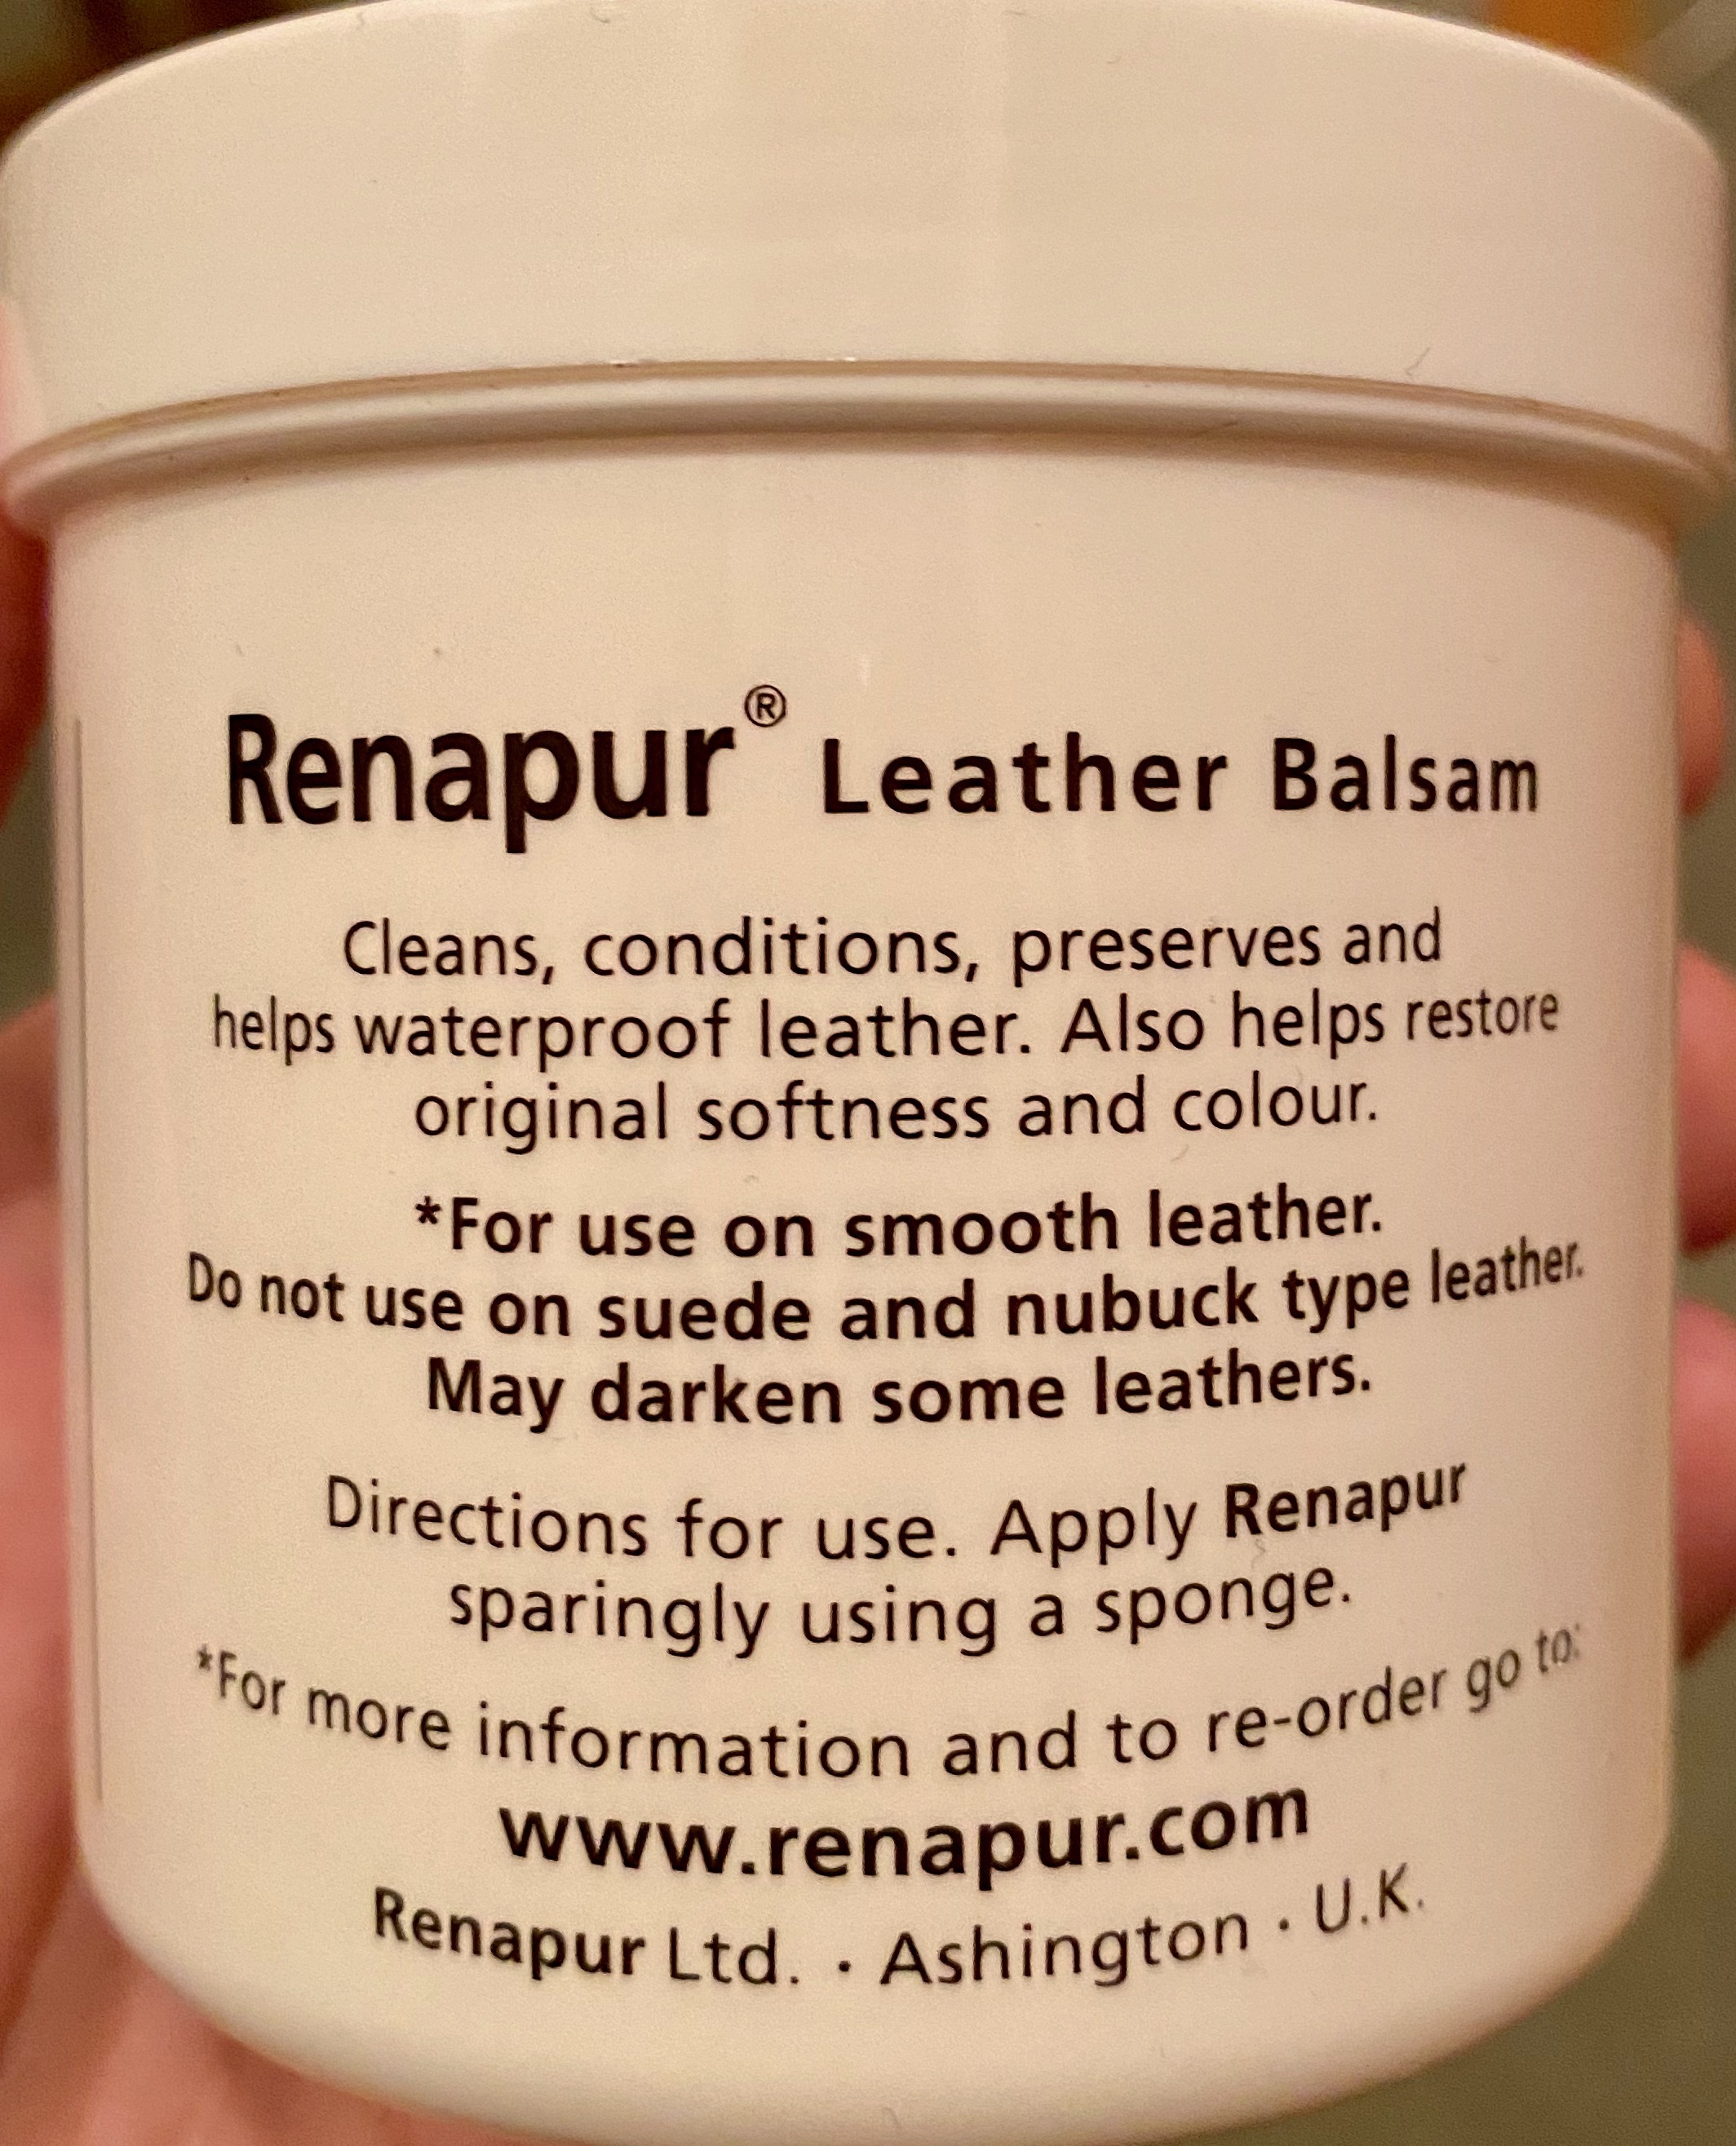 Renapur® Leather Balsam
Cleans, conditions, preserves and
helps waterproof leather. Also helps restore
original softness and colour.
*For use on smooth leather.
Do not use on suede and nubuck type leather.
May darken some leathers.
Directions for use. Apply Renapur
sparingly using a sponge.
*For more information and to re-order go to:
www.renapur.com
Renapur Ltd. · Ashington · U.K.